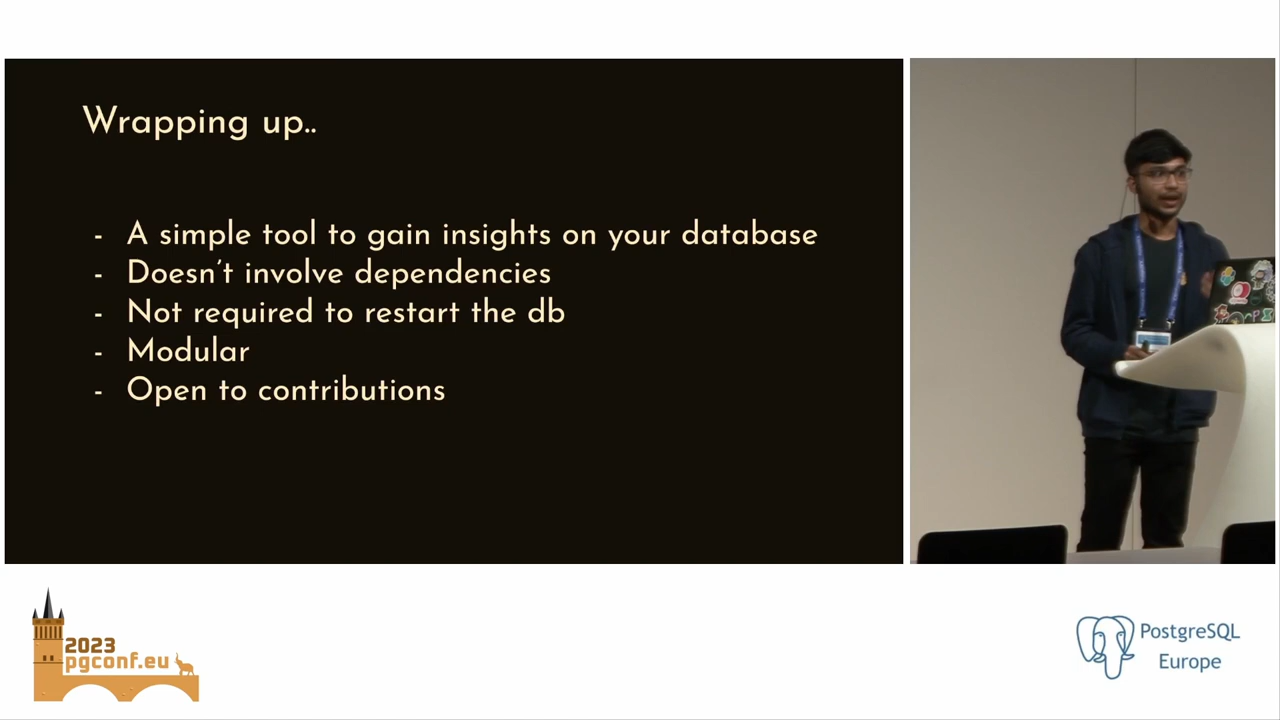 Wrapping up..
- A simple tool to gain insights on your database
- Doesn't involve dependencies
- Not required to restart the db
- Modular
- Open to contributions
2023
pgconf.eu
PostgreSQL
Europe